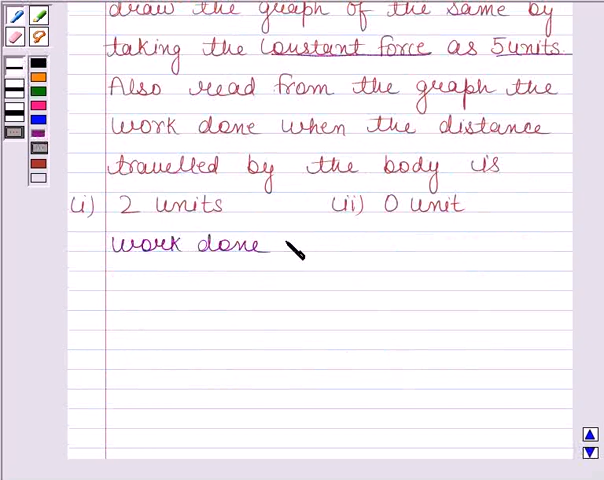 draw the graph of the same by
taking the constant force as 5 units.
Also read from the graph the
work done when the distance
travelled by the body is
(i) 2 units (ii) 0 unit
work done